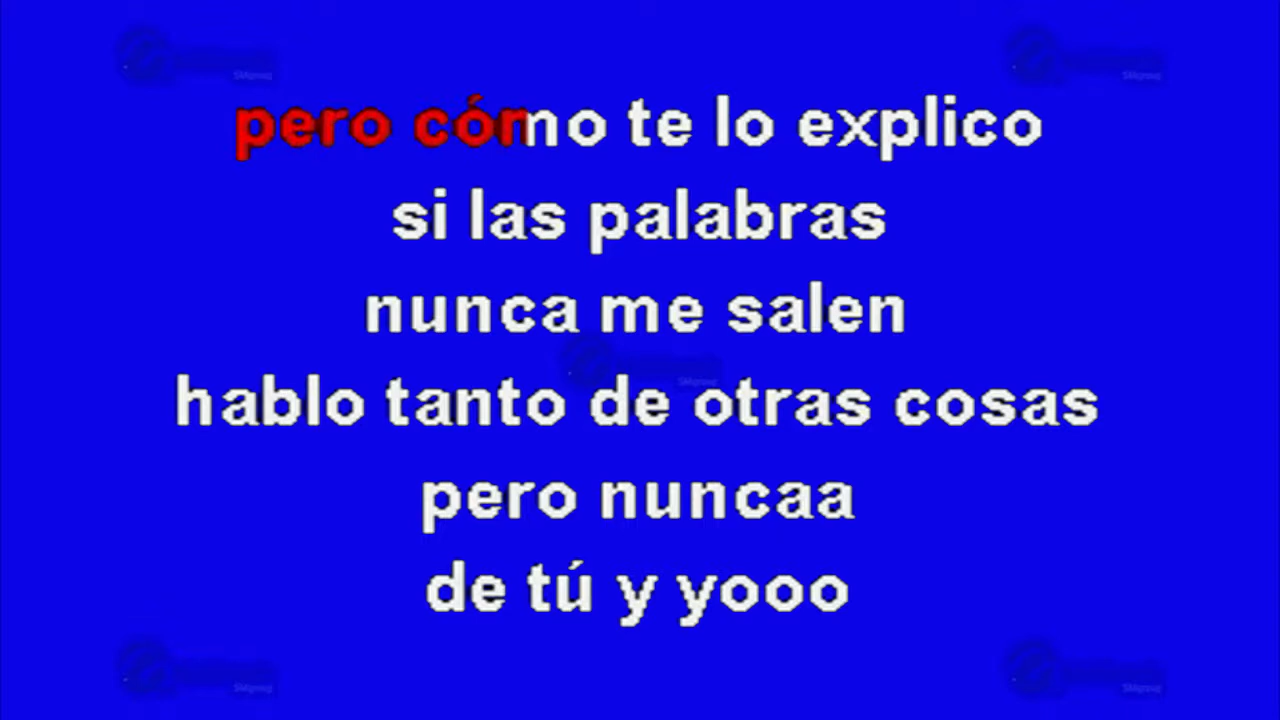 pero cómo te lo explico
si las palabras
nunca me salen
hablo tanto de otras cosas
pero nuncaa
de tú y yooo